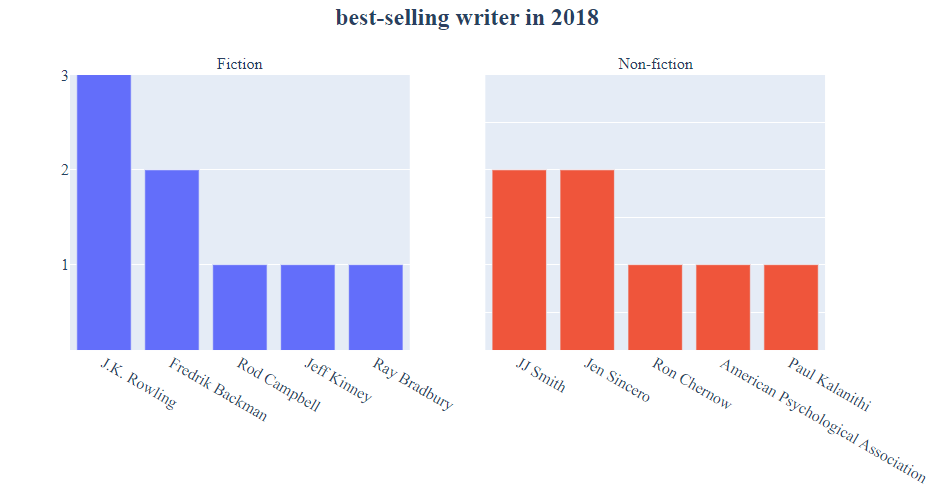 best-selling writer in 2018
Fiction
Non-fiction
3
2
1
J.K. Rowling
Fredrik Backman
Rod Campbell
Jeff Kinney
Ray Bradbury
JJ Smith
Jen Sincero
Ron Chernow
American Psychological Association
Paul Kalanithi